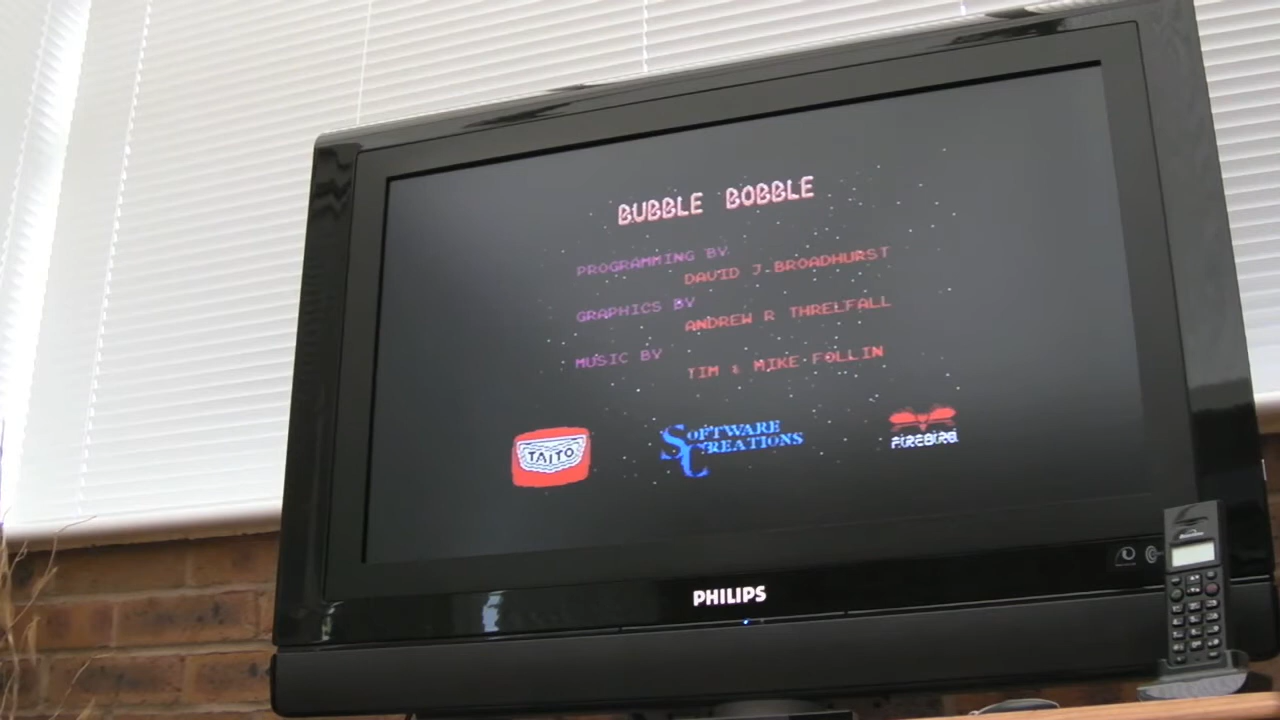 BUBBLE BOBBLE
PROGRAMMING BY
DAVID J BROADHURST
GRAPHICS BY
ANDREW R THRELFALL
MUSIC BY
TIM & MIKE FOLLIN
TAITO
SOFTWARE
CREATIONS
FIREBIRD
PHILIPS